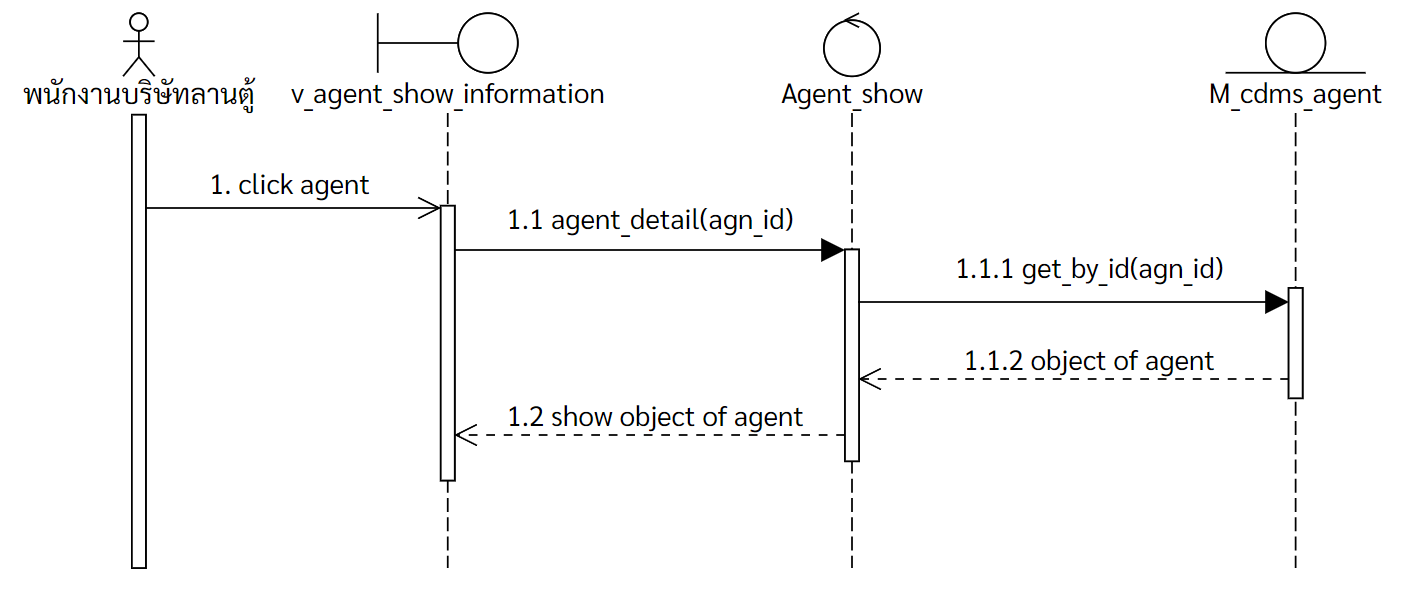 พนักงานบริษัทลานตู้
v_agent_show_information
Agent_show
M_cdms_agent
1. click agent
1.1 agent_detail(agn_id)
1.1.1 get_by_id(agn_id)
1.1.2 object of agent
1.2 show object of agent